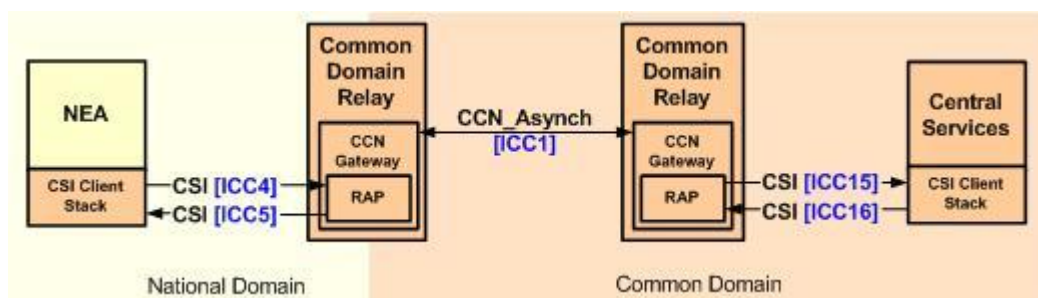 NEA
CSI Client
Stack
CSI [ICC4]
CSI [ICC5]
Common
Domain
Relay
CCN
Gateway
RAP
CCN_Asynch
[ICC1]
Common
Domain
Relay
CCN
Gateway
RAP
CSI [ICC15]
CSI [ICC16]
Central
Services
CSI Client
Stack
National Domain
Common Domain